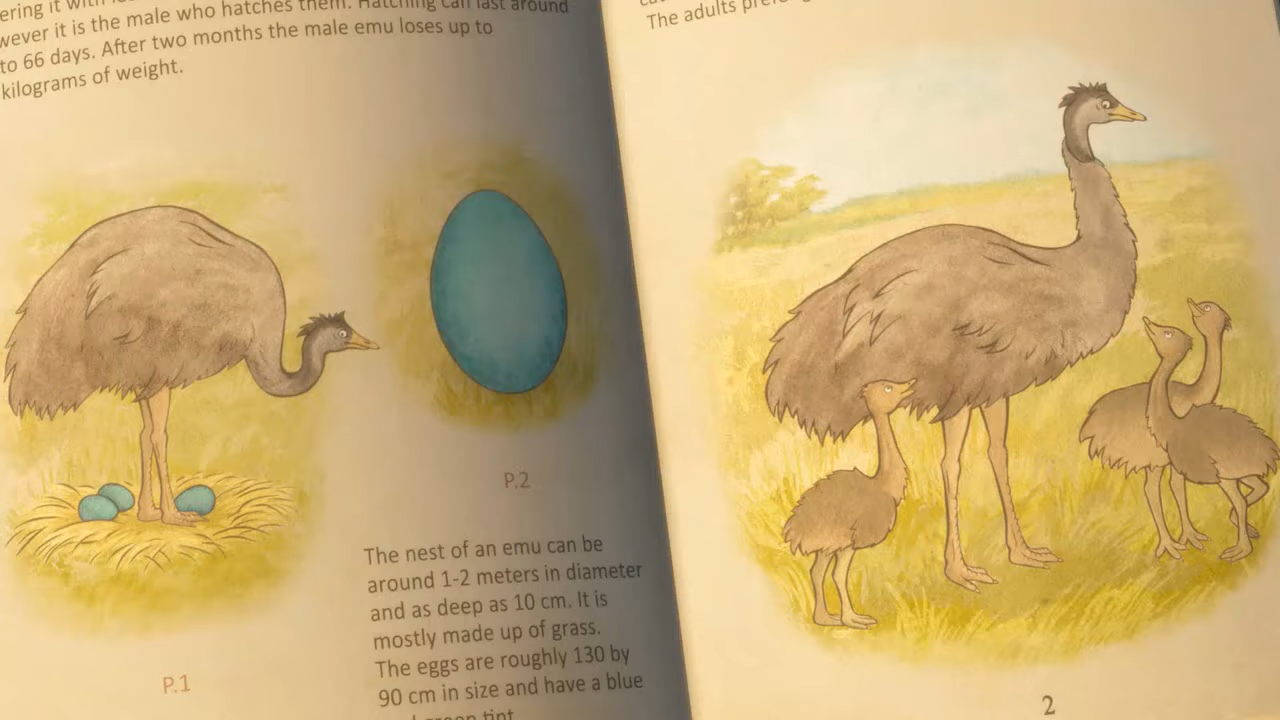 it
wever it is the male who hatches them. Hatching can last around
to 66 days. After two months the male emu loses up to
kilograms of weight.
P.1
P.2
The nest of an emu can be
around 1-2 meters in diameter
and as deep as 10 cm. It is
mostly made up of grass.
The eggs are roughly 130 by
90 cm in size and have a blue
green tint
The adults
2